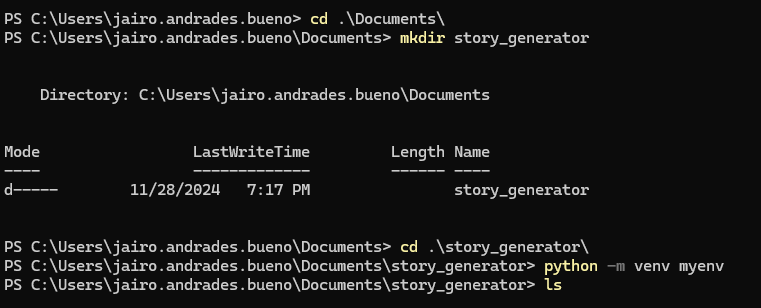 PS C:\Users\jairo.andrades.bueno> cd .\Documents\
PS C:\Users\jairo.andrades.bueno\Documents> mkdir story_generator
Directory: C:\Users\jairo.andrades.bueno\Documents
Mode                 LastWriteTime         Length Name
----                 -------------         ------ ----
d-----        11/28/2024   7:17 PM                story_generator
PS C:\Users\jairo.andrades.bueno\Documents> cd .\story_generator\
PS C:\Users\jairo.andrades.bueno\Documents\story_generator> python -m venv myenv
PS C:\Users\jairo.andrades.bueno\Documents\story_generator> ls